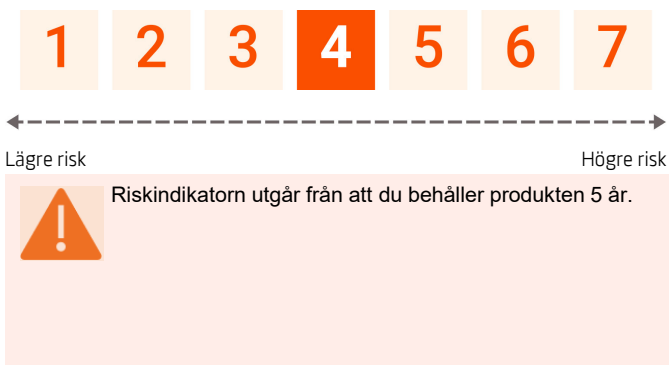 1 2 3 4 5 6 7
Lägre risk Högre risk
Riskindikatorn utgår från att du behåller produkten 5 år.